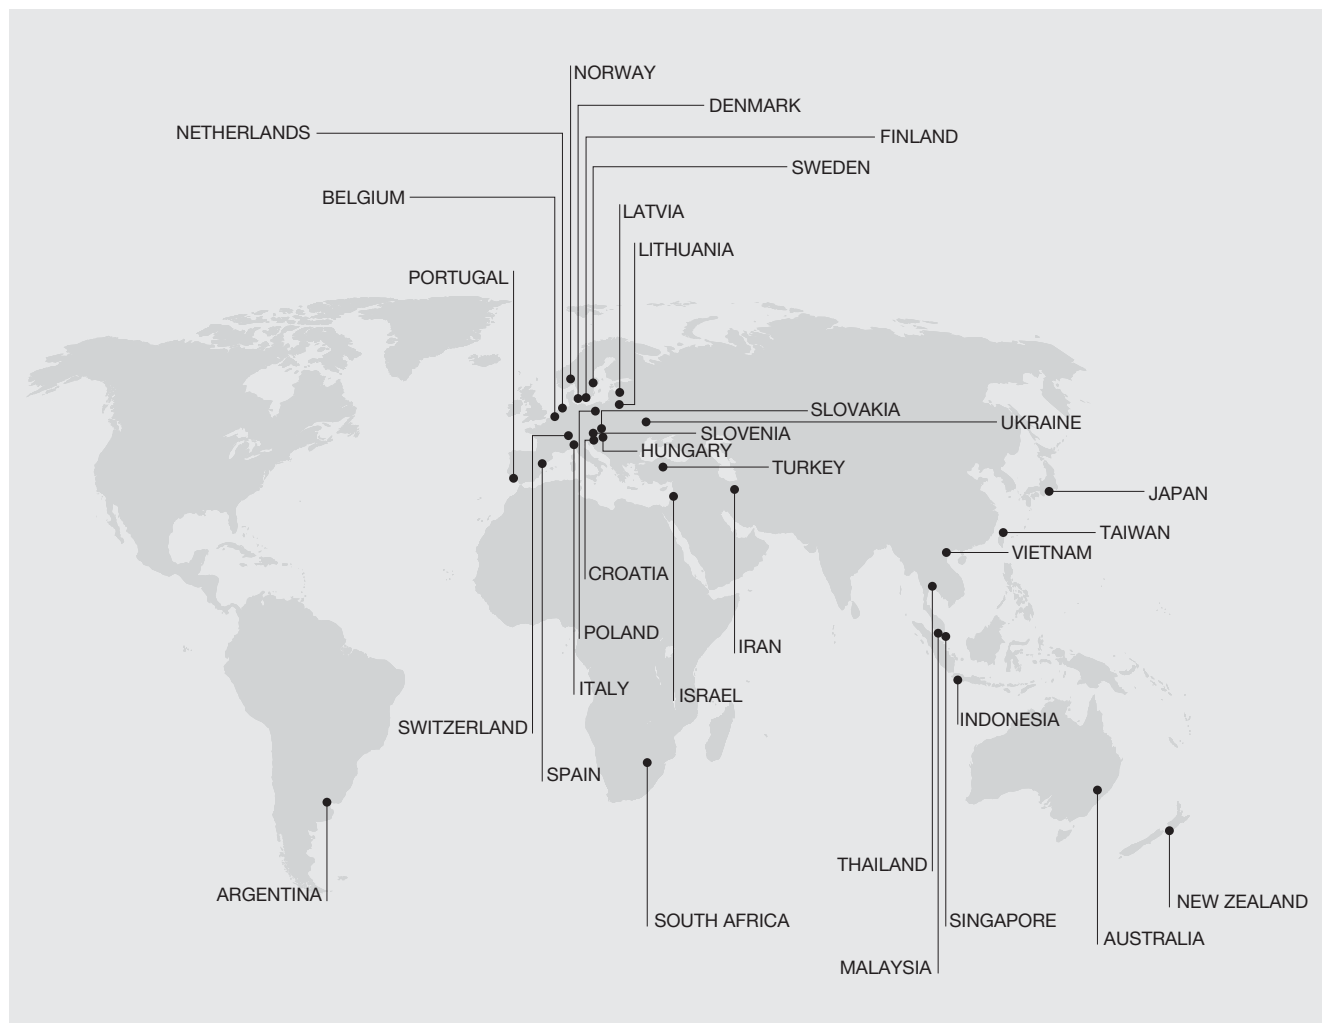 NORWAY
DENMARK
NETHERLANDS
FINLAND
SWEDEN
BELGIUM
LATVIA
LITHUANIA
PORTUGAL
SLOVAKIA
UKRAINE
SLOVENIA
HUNGARY
TURKEY
JAPAN
TAIWAN
VIETNAM
CROATIA
POLAND
IRAN
ITALY
ISRAEL
INDONESIA
SWITZERLAND
SPAIN
THAILAND
ARGENTINA
NEW ZEALAND
SOUTH AFRICA
SINGAPORE
AUSTRALIA
MALAYSIA